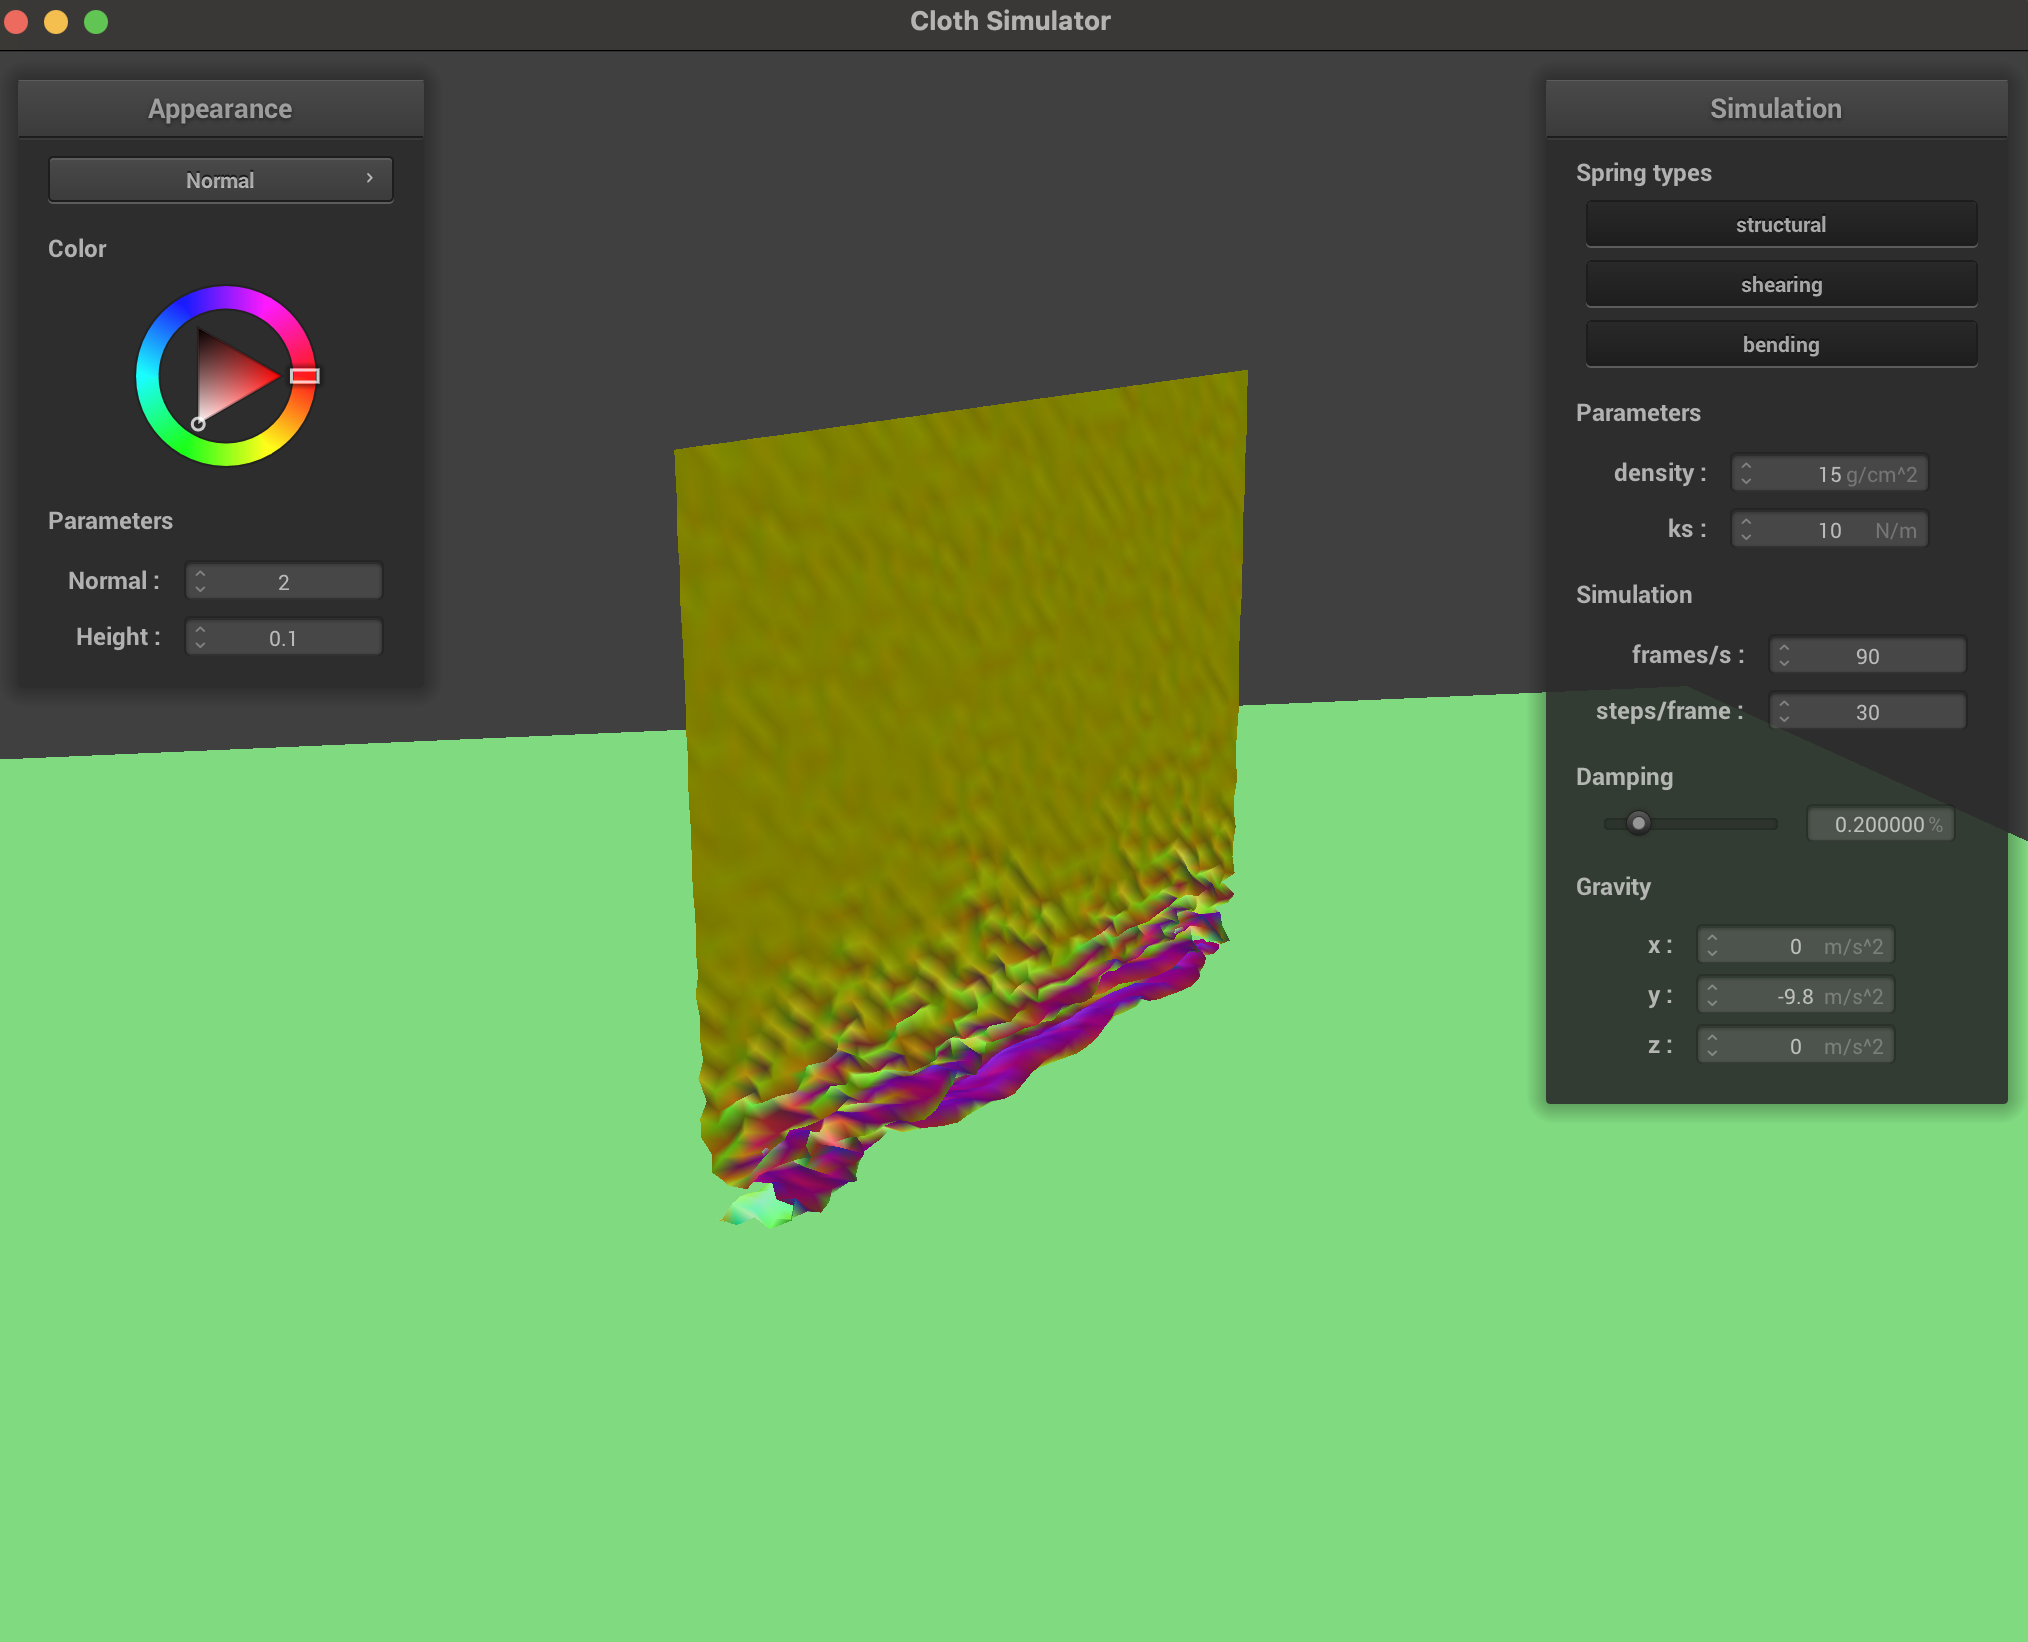 Cloth Simulator
Appearance
Normal
Color
Parameters
Normal : 2
Height : 0.1
Simulation
Spring types
structural
shearing
bending
Parameters
density : 15 g/cm^2
ks : 10 N/m
Simulation
frames/s : 90
steps/frame : 30
Damping
0.200000 %
Gravity
x : 0 m/s^2
y : -9.8 m/s^2
z : 0 m/s^2